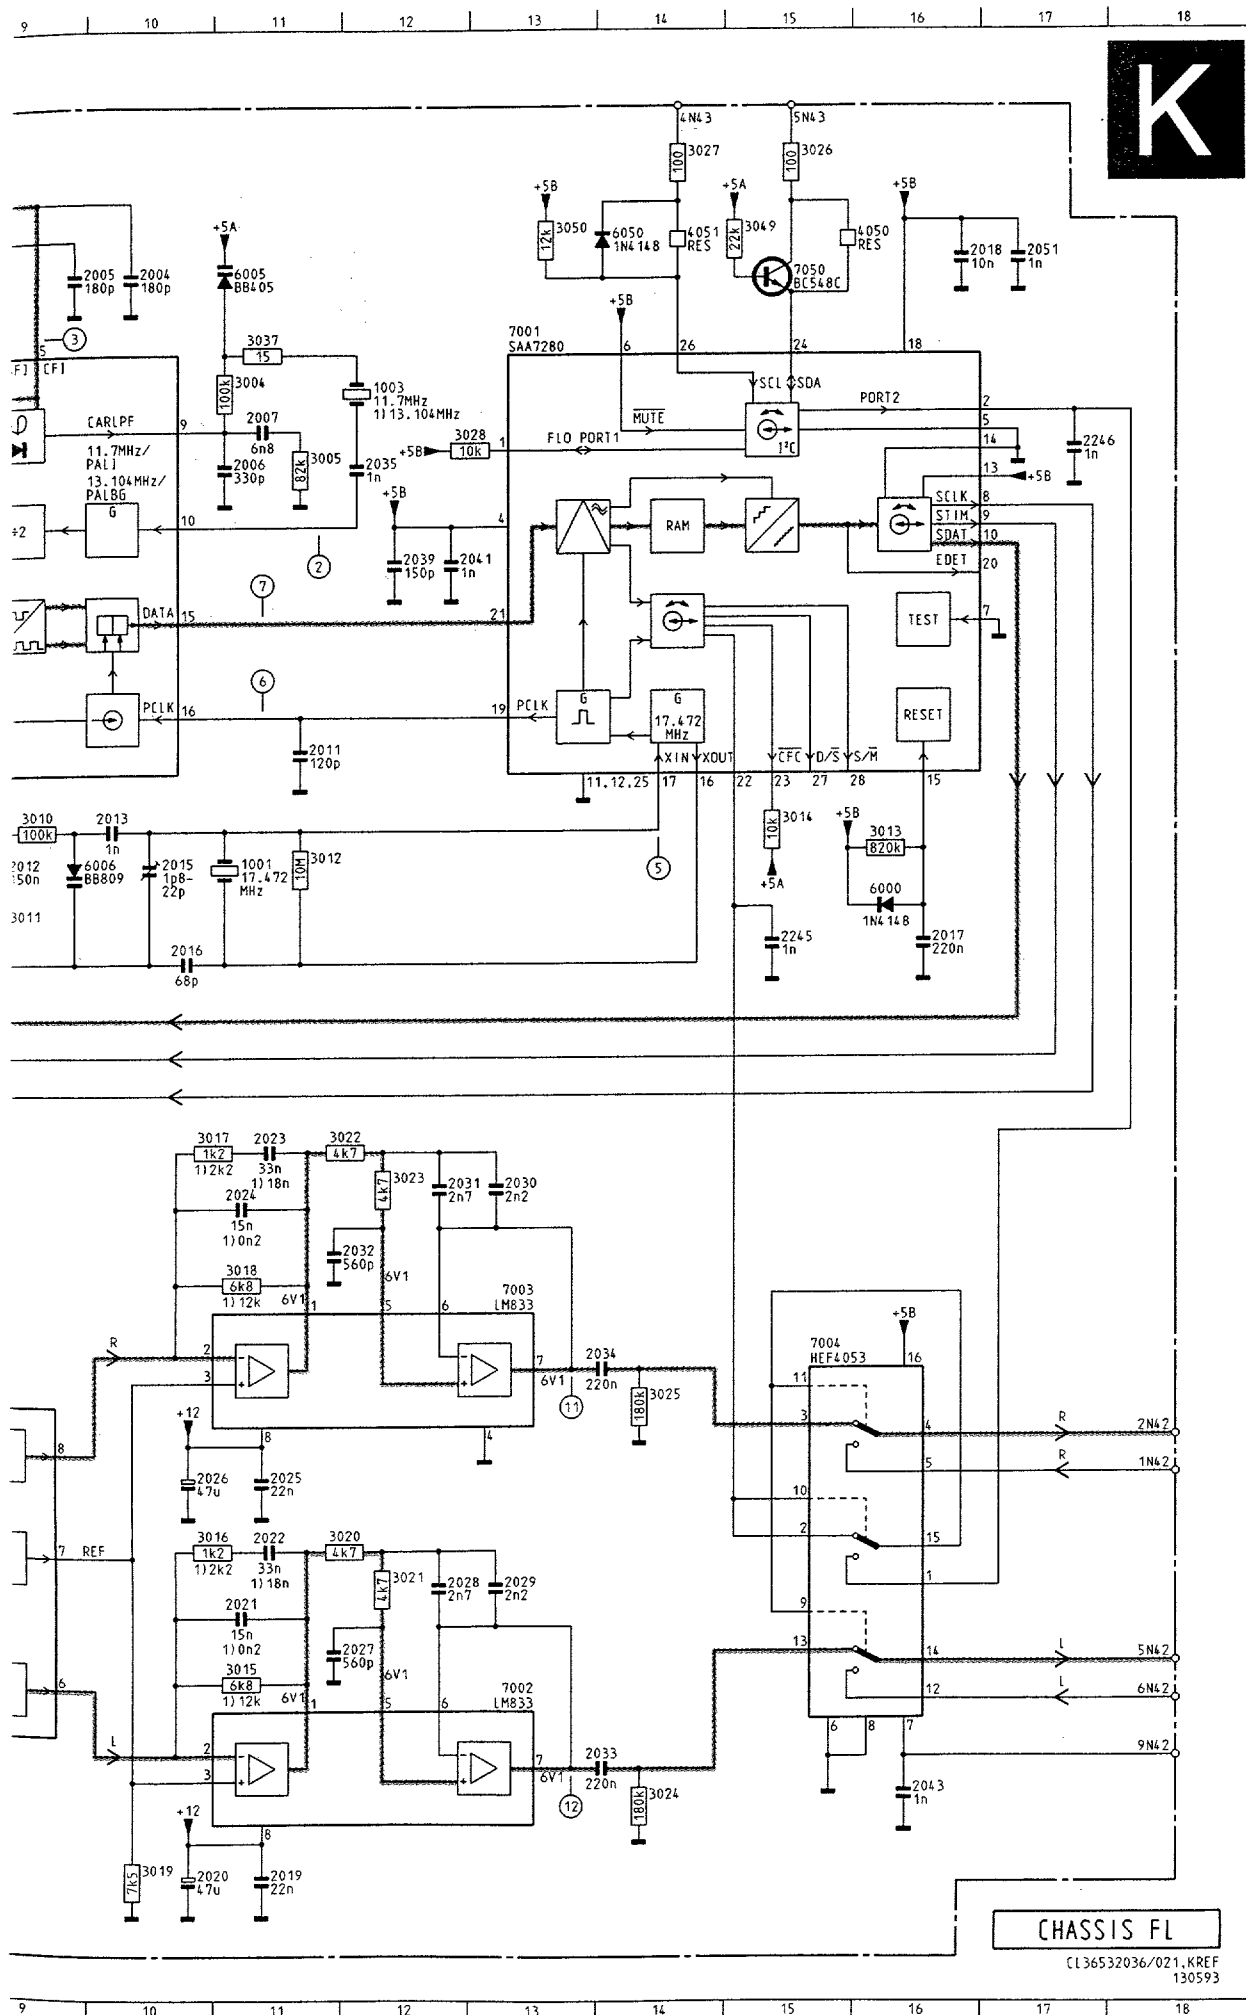 9 10 11 12 13 14 15 16 17 18
K
4N43 5N43
3027 100
3026 100
+5B +5A +5B
3050 12k
6050 1N4148
4051 RES
3049 22k
4050 RES
7050 BC548C
2018 10n
2051 1n
+5A
2005 180p
2004 180p
6005 BB405
+5B
3
5
CFI
3037 15
7001 SAA7280
6 26 24 18
3004 100k
1003 11.7MHz 1)13.104MHz
SCL SDA
PORT2 2
5
CARLPF 9
2007 6n8
MUTE
14
3028 10k
+5B
1 FLO PORT1
I²C
2246 1n
11.7MHz/ PALI
13.104MHz/ PALBG
2006 330p
3005 82k
2035 1n
13
+5B
+5B
G
÷2
10
4
RAM
SCLK 8
STIM 9
SDAT 10
EDET 20
2039 150p
2041 1n
2
7
DATA 15
21
TEST 7
6
PCLK 16
19 PCLK
G
G 17.472 MHz
RESET
2011 120p
XIN XOUT CFC D/S S/M
11,12,25 17 16 22 23 27 28 15
3010 100k
2013 1n
3014 10k
+5B
3013 820k
2012 150n
6006 BB809
2015 1p8-22p
1001 17.472 MHz
3012 10M
5
+5A
6000 1N4148
3011
2245 1n
2017 220n
2016 68p
3017 1k2 1)2k2
2023 33n 1)18n
3022 4k7
3023 4k7
2031 2n7
2030 2n2
2024 15n 1)0n2
2032 560p
3018 6k8 1)12k
6V1
6V1
7003 LM833
1 5 6
+5B
7004 HEF4053
16
R
2 -
3 +
7
6V1
2034 220n
11
3025 180k
11
3 4 R 2N42
+12
8 4
8
5 R 1N42
2026 47u
2025 22n
10
2 15
3016 1k2 1)2k2
2022 33n 1)18n
3020 4k7
7 REF
3021 4k7
2028 2n7
2029 2n2
1
2021 15n 1)0n2
9
2027 560p
13 14 L 5N42
3015 6k8 1)12k
6V1
6V1
7002 LM833
6
1 5 6
12 L 6N42
6 8 7
L
2 -
3 +
7
6V1
2033 220n
9N42
12
3024 180k
2043 1n
+12
8
3019 7k5
2020 47u
2019 22n
CHASSIS FL
CL36532036/021.KREF
130593
9 10 11 12 13 14 15 16 17 18